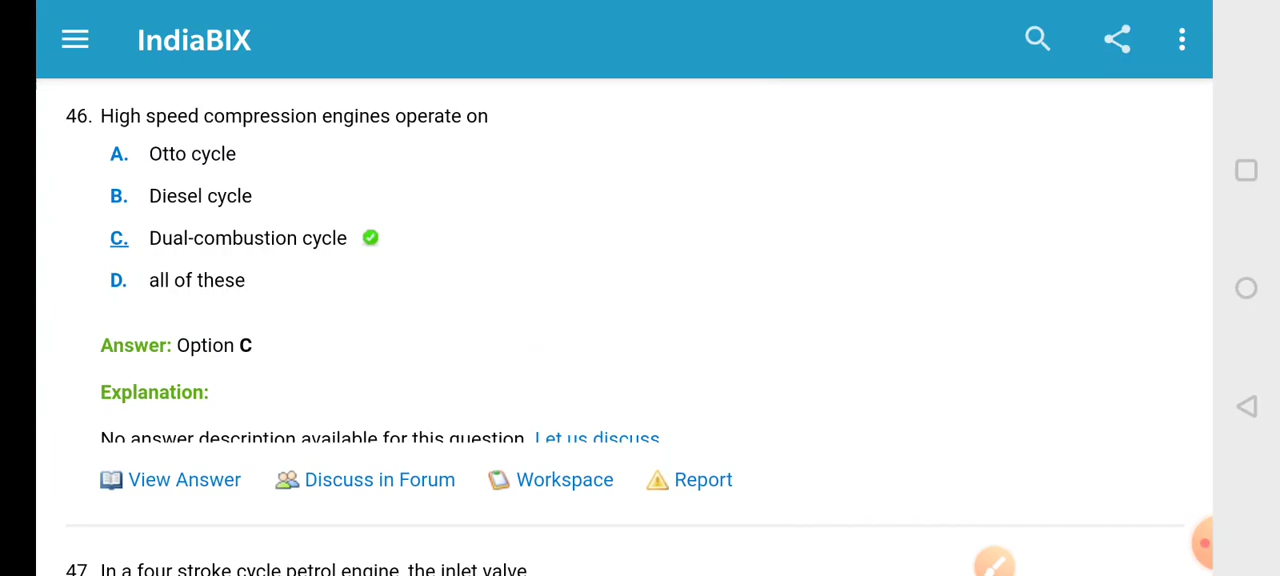 IndiaBIX
46. High speed compression engines operate on
A. Otto cycle
B. Diesel cycle
C. Dual-combustion cycle
D. all of these
Answer: Option C
Explanation:
No answer description available for this question. Let us discuss
View Answer Discuss in Forum Workspace Report
47. In a four stroke cycle petrol engine, the inlet valve